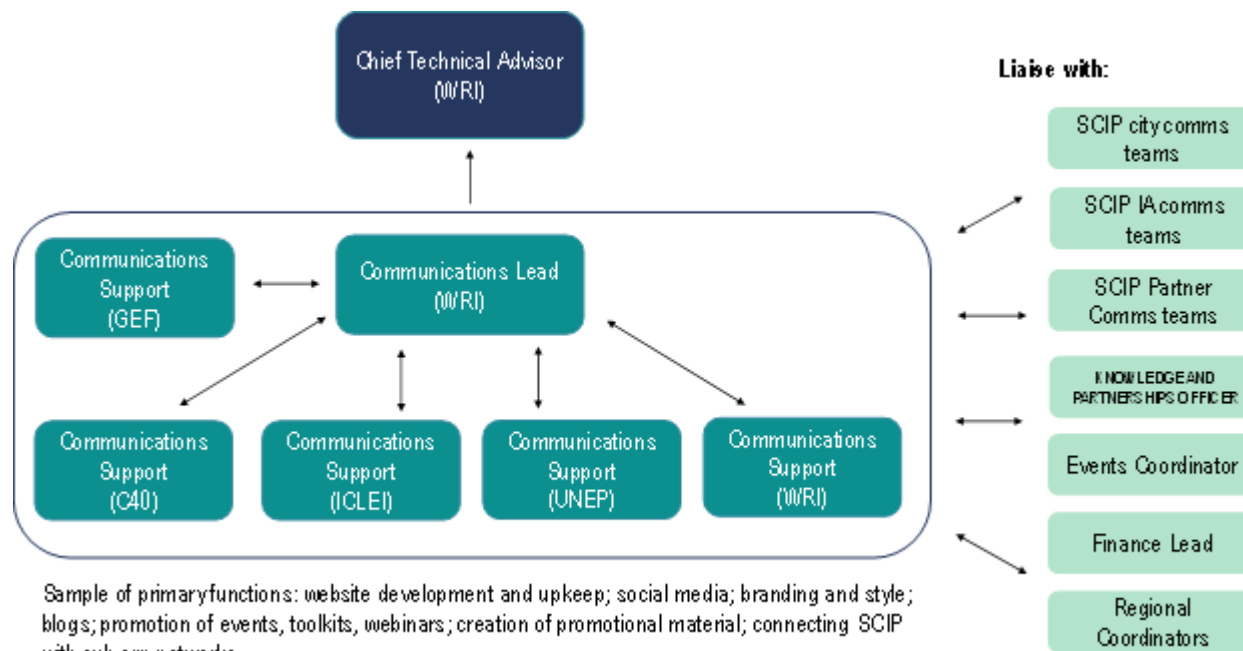 Chief Technical Advisor
(WRI)
Liaise with:
SCIP city comms
teams
SCIP IA comms
teams
SCIP Partner
Comms teams
KNOWLEDGE AND
PARTNERSHIPS OFFICER
Events Coordinator
Finance Lead
Regional
Coordinators
Communications
Support
(GEF)
Communications Lead
(WRI)
Communications
Support
(C40)
Communications
Support
(ICLEI)
Communications
Support
(UNEP)
Communications
Support
(WRI)
Sample of primary functions: website development and upkeep; social media; branding and style;
blogs; promotion of events, toolkits, webinars; creation of promotional material; connecting SCIP